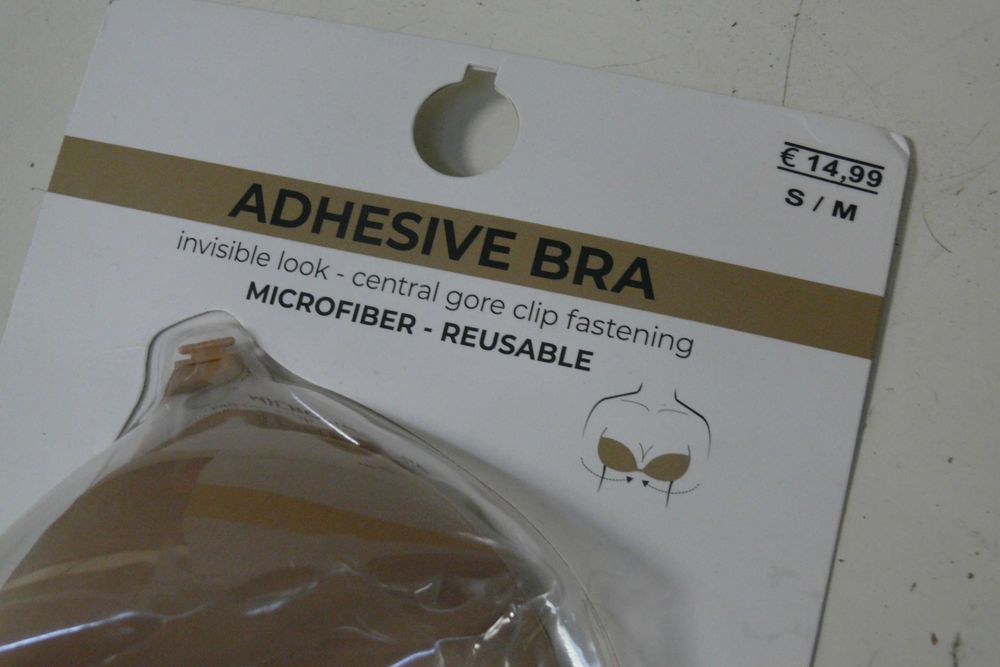 € 14,99
S / M
ADHESIVE BRA
invisible look - central gore clip fastening
MICROFIBER - REUSABLE